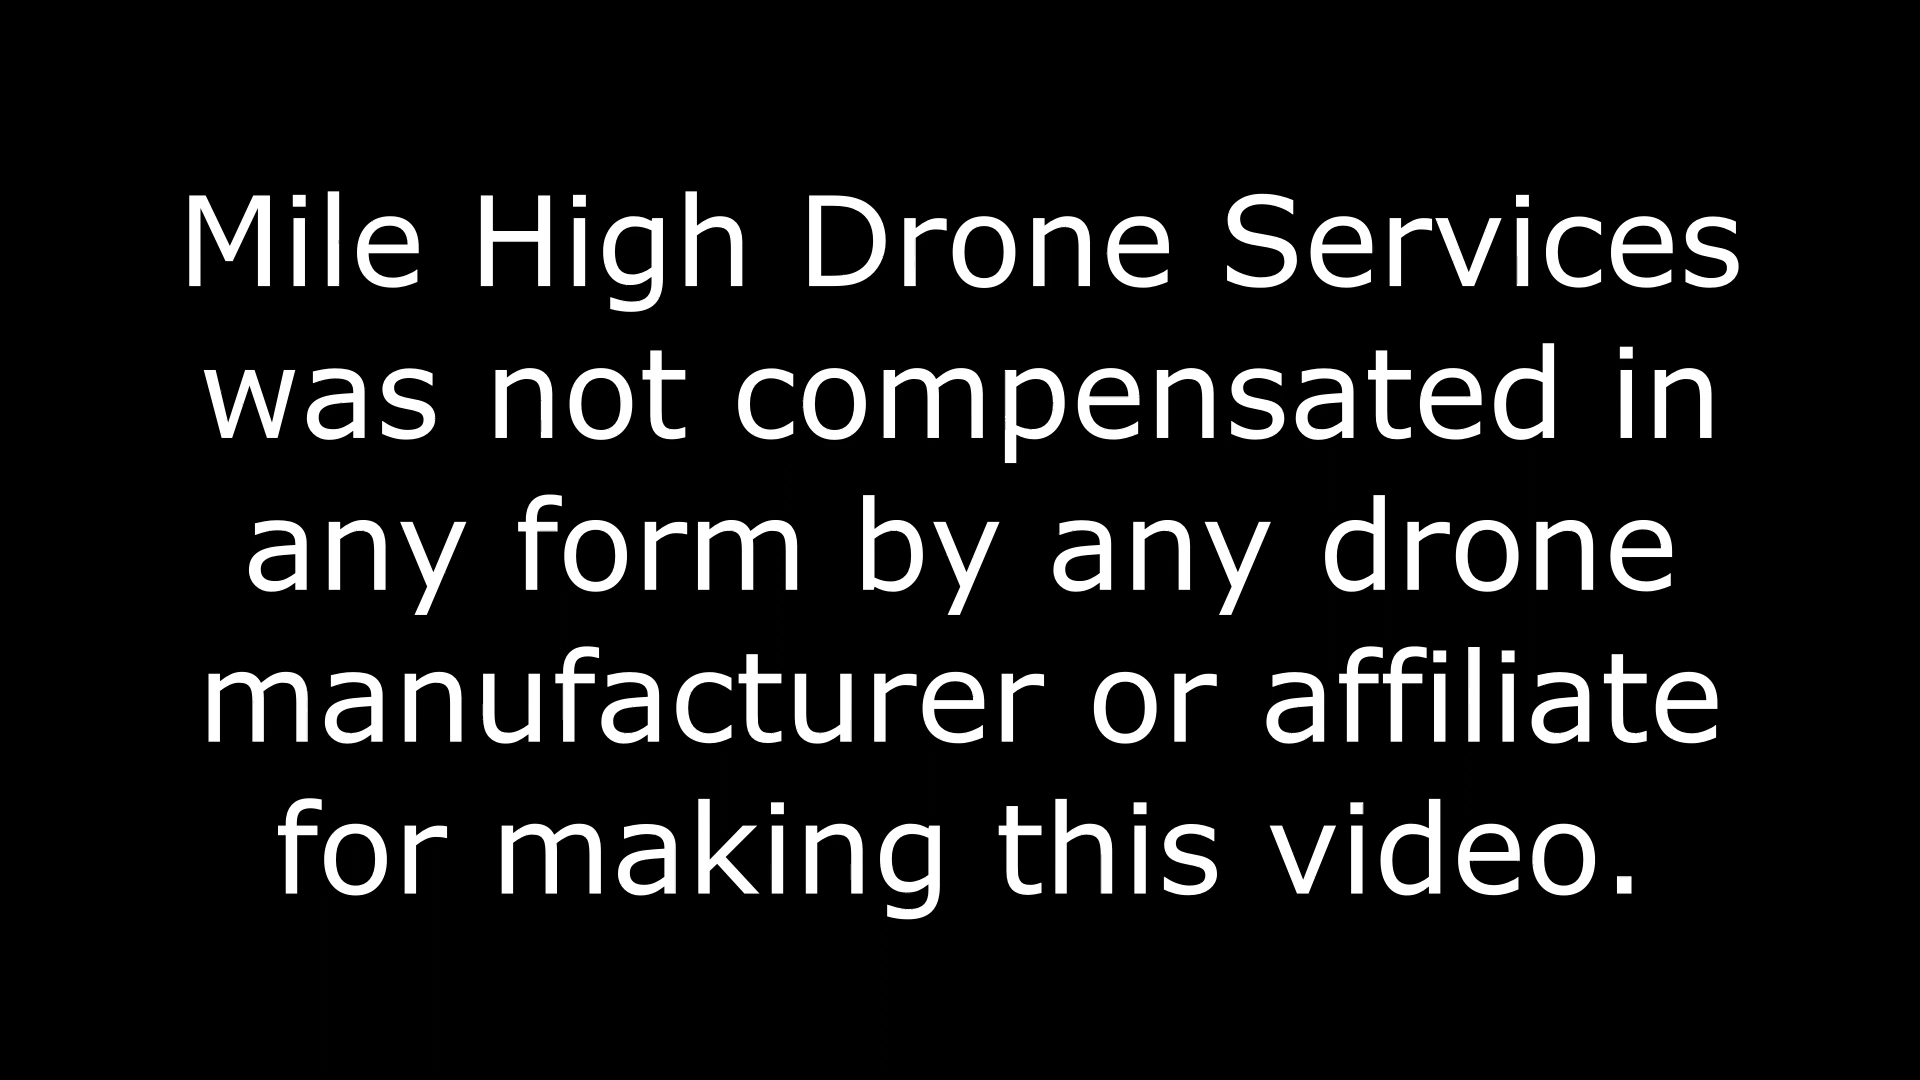 Mile High Drone Services
was not compensated in
any form by any drone
manufacturer or affiliate
for making this video.